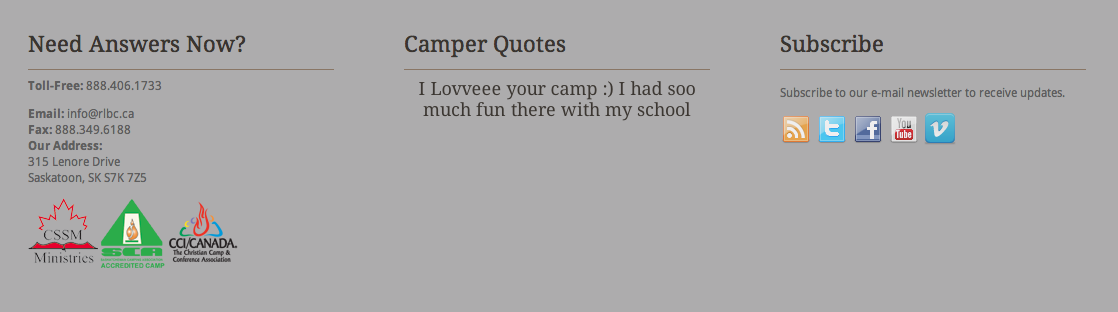 Need Answers Now?
Toll-Free: 888.406.1733
Email: info@rlbc.ca
Fax: 888.349.6188
Our Address:
315 Lenore Drive
Saskatoon, SK S7K 7Z5
CSSM
Ministries
SCA
ACCREDITED CAMP
CCI/CANADA.
The Christian Camp &
Conference Association
Camper Quotes
I Lovveee your camp :) I had soo
much fun there with my school
Subscribe
Subscribe to our e-mail newsletter to receive updates.
You
Tube